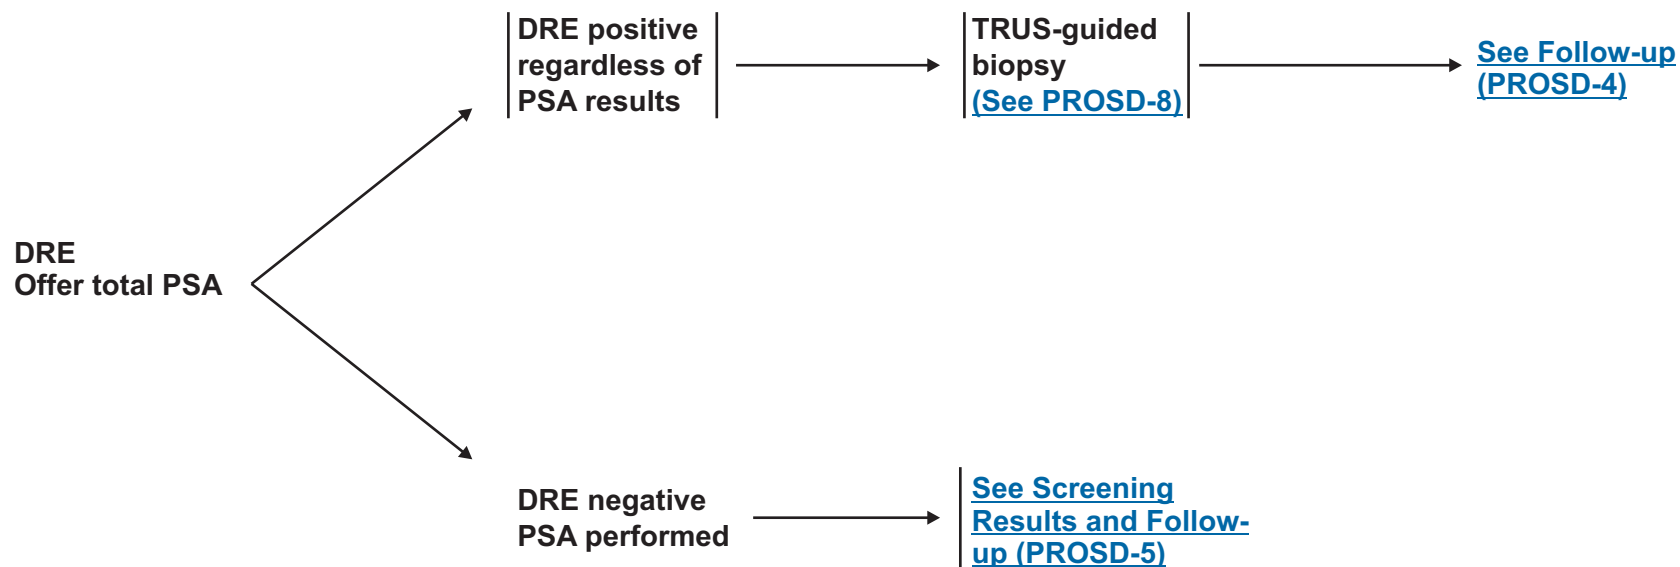 DRE positive
regardless of
PSA results
TRUS-guided
biopsy
(See PROSD-8)
See Follow-up
(PROSD-4)
DRE
Offer total PSA
DRE negative
PSA performed
See Screening
Results and Follow-
up (PROSD-5)